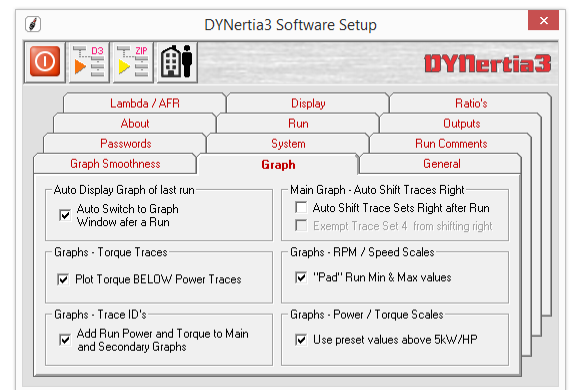 DYNertia3 Software Setup
D3
ZIP
DYNertia3
Lambda / AFR
Display
Ratio's
About
Run
Outputs
Passwords
System
Run Comments
Graph Smoothness
Graph
General
Auto Display Graph of last run
Auto Switch to Graph
Window afer a Run
Main Graph - Auto Shift Traces Right
Auto Shift Trace Sets Right after Run
Exempt Trace Set 4 from shifting right
Graphs - Torque Traces
Plot Torque BELOW Power Traces
Graphs - RPM / Speed Scales
"Pad" Run Min & Max values
Graphs - Trace ID's
Add Run Power and Torque to Main
and Secondary Graphs
Graphs - Power / Torque Scales
Use preset values above 5kW/HP